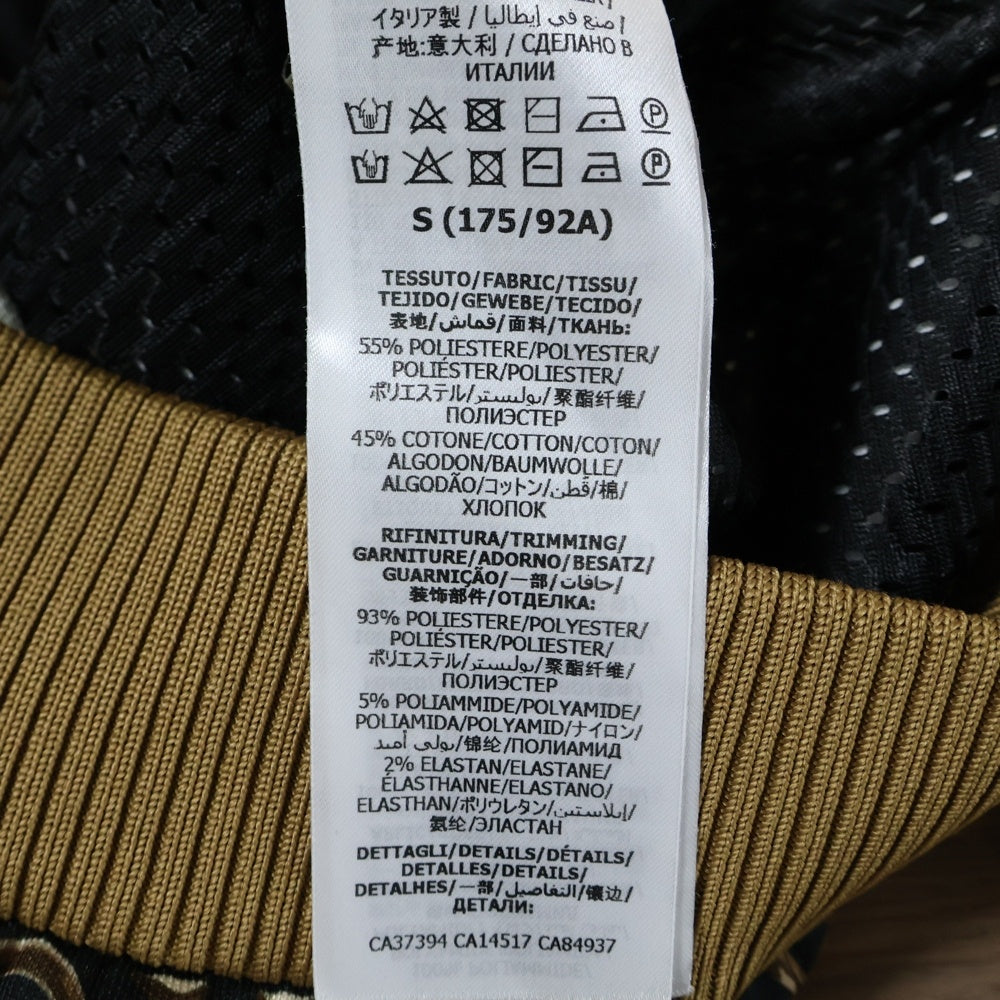 イタリア製 / صنع في إيطاليا /
产地:意大利 / СДЕЛАНО В
ИТАЛИИ
P
P
S (175/92A)
TESSUTO/FABRIC/TISSU/
TEJIDO/GEWEBE/TECIDO/
表地/قماش/面料/ТКАНЬ:
55% POLIESTERE/POLYESTER/
POLIÉSTER/POLIESTER/
ポリエステル/بوليستر/聚酯纤维/
ПОЛИЭСТЕР
45% COTONE/COTTON/COTON/
ALGODON/BAUMWOLLE/
ALGODÃO/コットン/قطن/棉/
ХЛОПОК
RIFINITURA/TRIMMING/
GARNITURE/ADORNO/BESATZ/
GUARNIÇÃO/一部/حافات/
装饰部件/ОТДЕЛКА:
93% POLIESTERE/POLYESTER/
POLIÉSTER/POLIESTER/
ポリエステル/بوليستر/聚酯纤维/
ПОЛИЭСТЕР
5% POLIAMMIDE/POLYAMIDE/
POLIAMIDA/POLYAMID/ナイロン/
بولي أميد/锦纶/ПОЛИАМИД
2% ELASTAN/ELASTANE/
ÉLASTHANNE/ELASTANO/
ELASTHAN/ポリウレタン/إيلاستين/
氨纶/ЭЛАСТАН
DETTAGLI/DETAILS/DÉTAILS/
DETALLES/DETAILS/
DETALHES/一部/التفاصيل/镶边/
ДЕТАЛИ:
CA37394 CA14517 CA84937